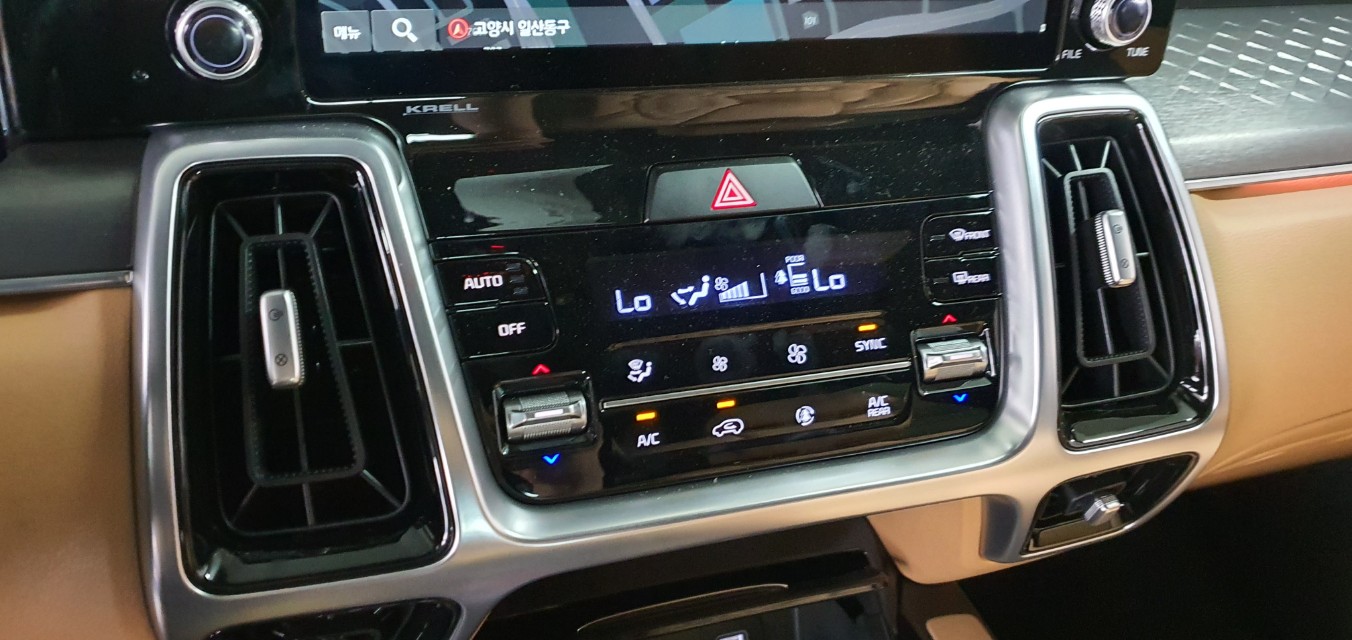 메뉴
고양시 일산동구
101
FILE
TUNE
KRELL
AUTO
OFF
Lo
POOR
GOOD
Lo
FRONT
REAR
SYNC
A/C
A/C
REAR